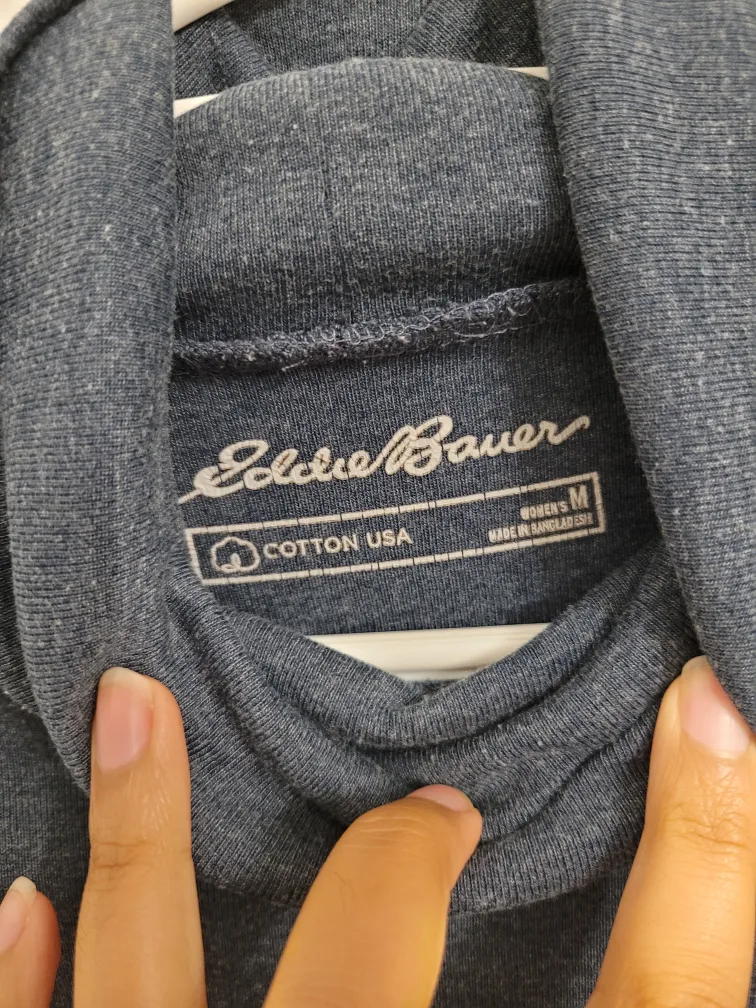 Eddie Bauer
COTTON USA
WOMEN'S M
MADE IN BANGLADESH